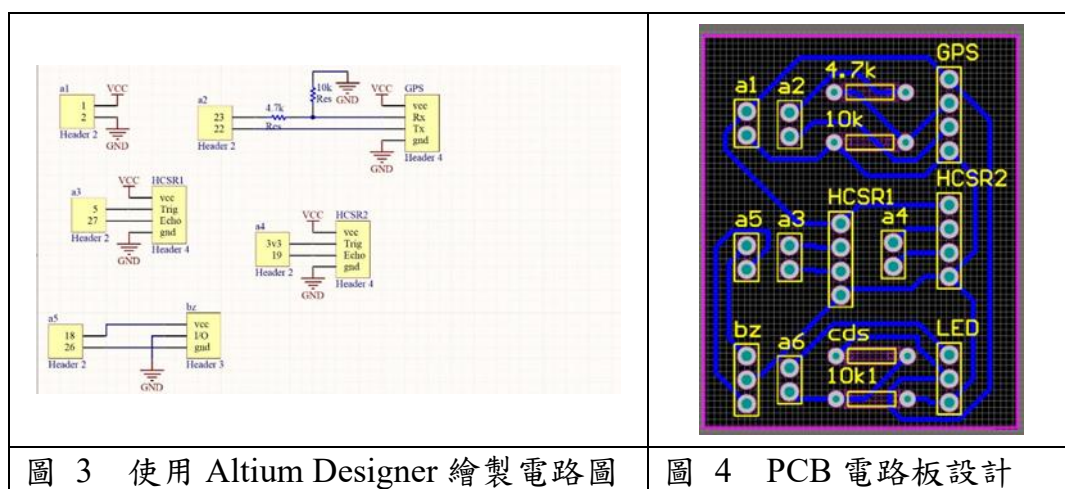 a1
VCC
1
2
Header 2
GND
a2
23
22
Header 2
4.7k
Res
10k
Res
GND
VCC
GPS
vcc
Rx
Tx
gnd
Header 4
GND
a3
5
27
Header 2
VCC
HCSR1
vcc
Trig
Echo
gnd
Header 4
GND
a4
3v3
19
Header 2
VCC
HCSR2
vcc
Trig
Echo
gnd
Header 4
GND
a5
18
26
Header 2
bz
vcc
I/O
gnd
Header 3
GND
GPS
4.7k
a1
a2
10k
HCSR2
HCSR1
a4
a5
a3
bz
a6
cds
LED
10k1
圖 3 使用 Altium Designer 繪製電路圖
圖 4 PCB 電路板設計